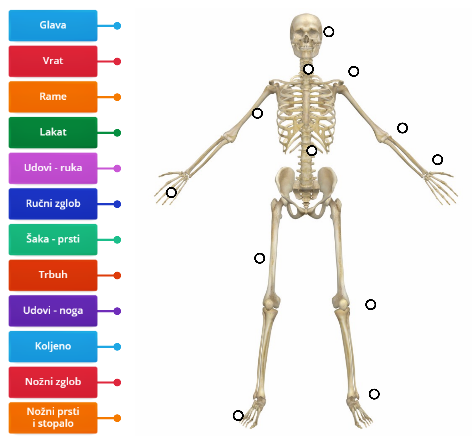 Glava
Vrat
Rame
Lakat
Udovi - ruka
Ručni zglob
Šaka - prsti
Trbuh
Udovi - noga
Koljeno
Nožni zglob
Nožni prsti
i stopalo